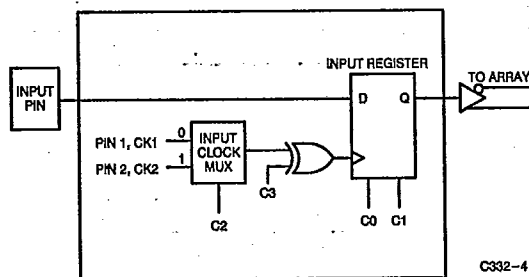 INPUT REGISTER
TO ARRAY
INPUT
PIN
D
Q
PIN 1, CK1
0
PIN 2, CK2
1
INPUT
CLOCK
MUX
C3
C2
C0
C1
C332-4